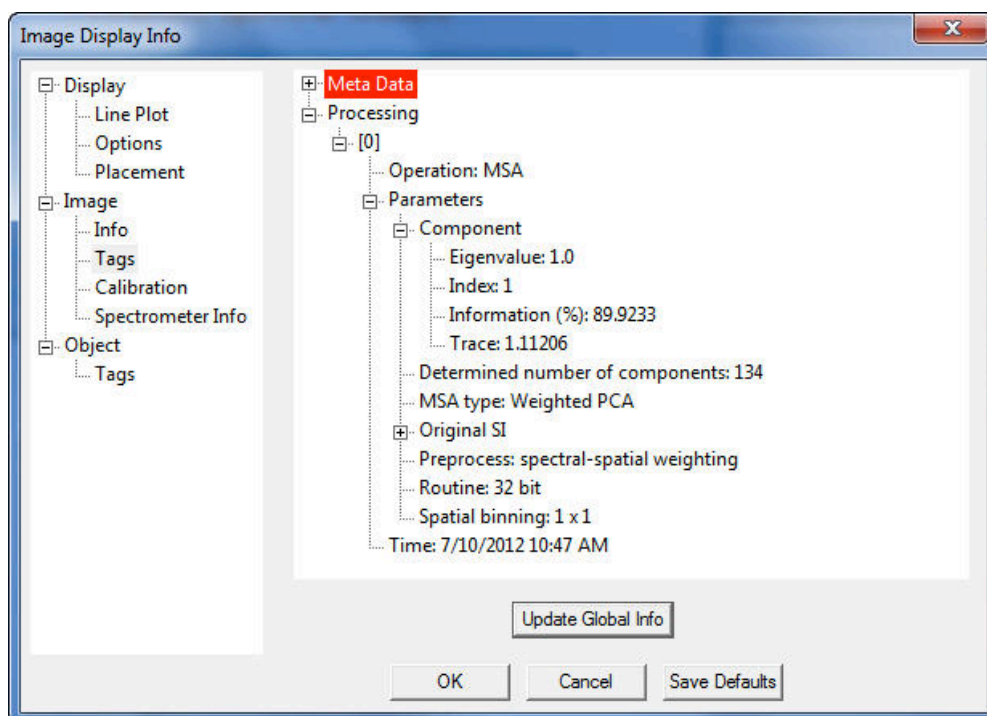 Image Display Info
Display
Line Plot
Options
Placement
Image
Info
Tags
Calibration
Spectrometer Info
Object
Tags
Meta Data
Processing
[0]
Operation: MSA
Parameters
Component
Eigenvalue: 1.0
Index: 1
Information (%): 89.9233
Trace: 1.11206
Determined number of components: 134
MSA type: Weighted PCA
Original SI
Preprocess: spectral-spatial weighting
Routine: 32 bit
Spatial binning: 1 x 1
Time: 7/10/2012 10:47 AM
Update Global Info
OK
Cancel
Save Defaults